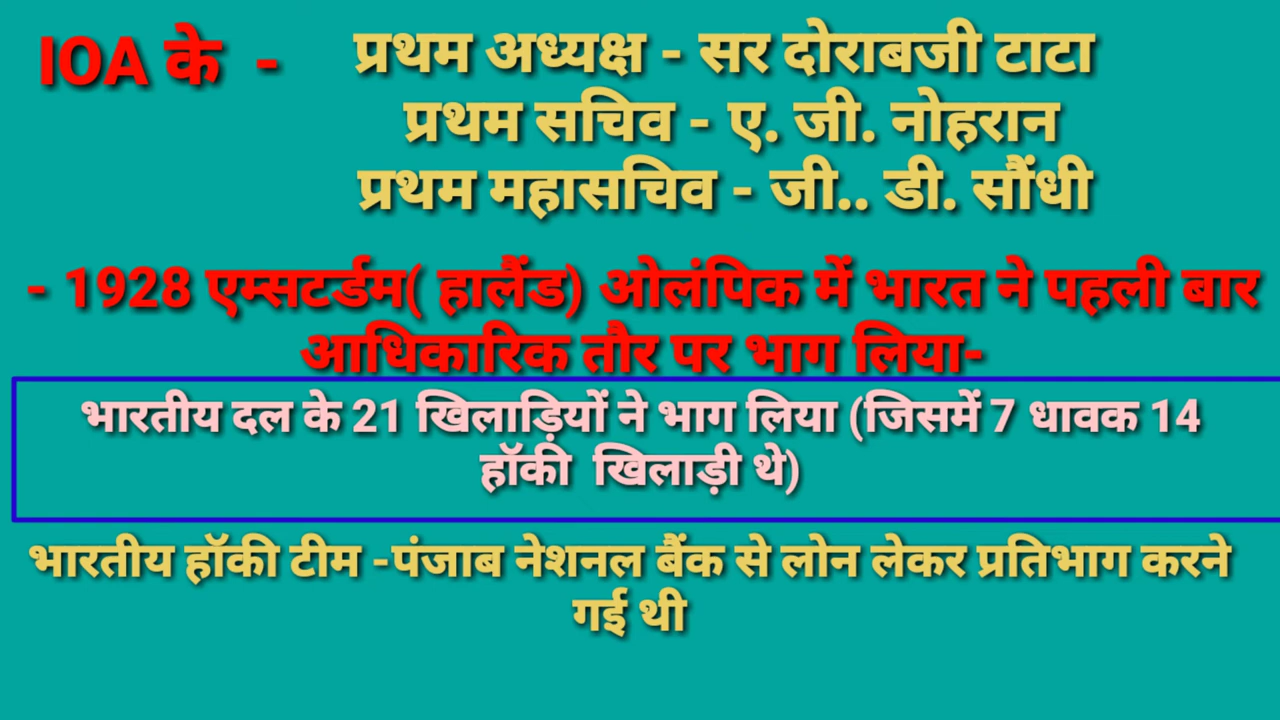 IOA के - प्रथम अध्यक्ष - सर दोराबजी टाटा
प्रथम सचिव - ए. जी. नोहरान
प्रथम महासचिव - जी.. डी. सौंधी
- 1928 एम्सटर्डम( हालैंड) ओलंपिक में भारत ने पहली बार
आधिकारिक तौर पर भाग लिया-
भारतीय दल के 21 खिलाड़ियों ने भाग लिया (जिसमें 7 धावक 14
हॉकी खिलाड़ी थे)
भारतीय हॉकी टीम -पंजाब नेशनल बैंक से लोन लेकर प्रतिभाग करने
गई थी